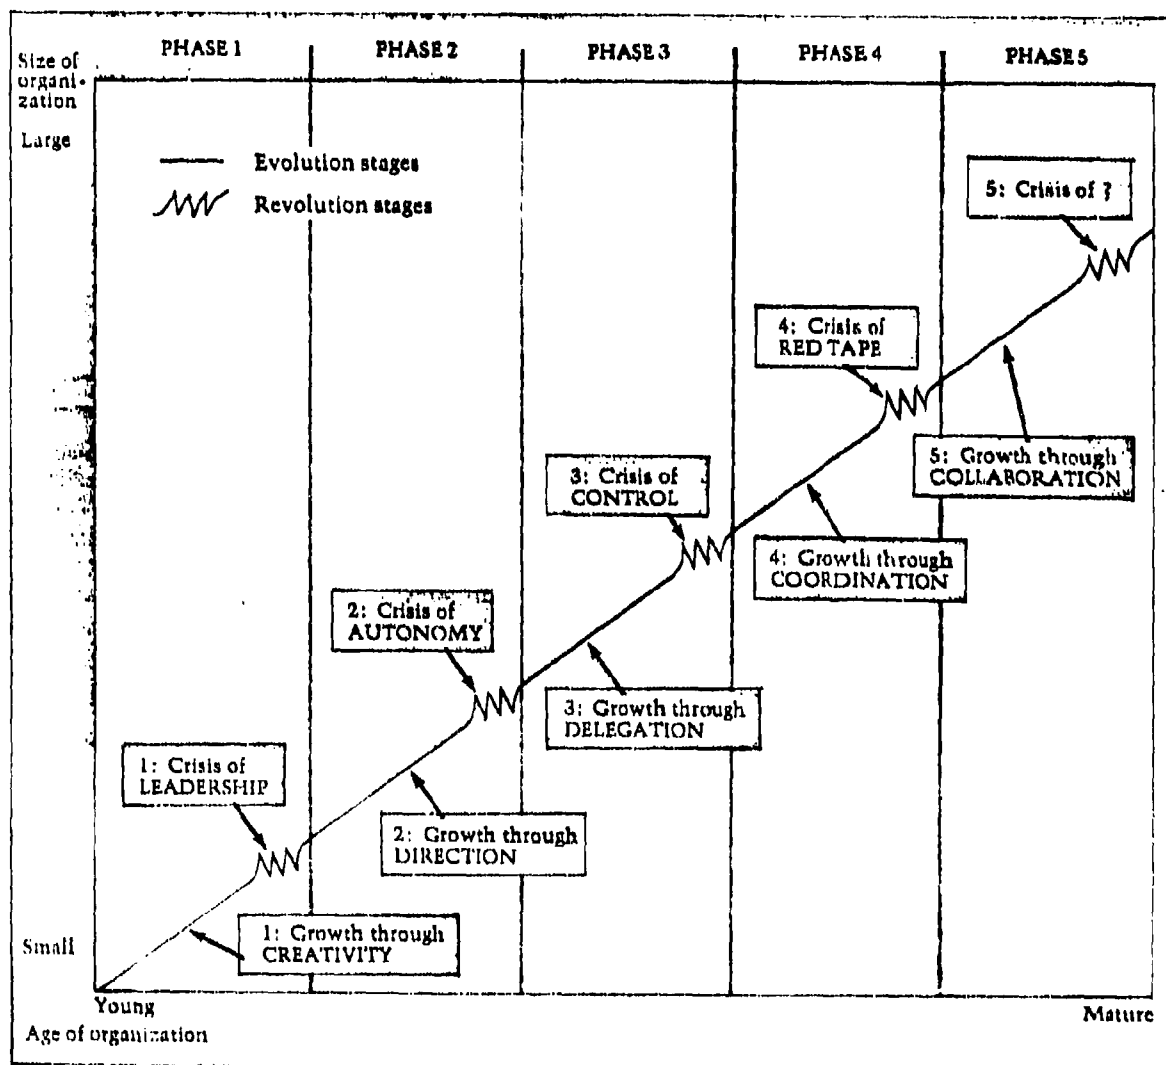 PHASE 1
PHASE 2
PHASE 3
PHASE 4
PHASE 5
Size of
organi-
zation
Large
Evolution stages
Revolution stages
5: Crisis of ?
4: Crisis of
RED TAPE
5: Growth through
COLLABORATION
3: Crisis of
CONTROL
4: Growth through
COORDINATION
2: Crisis of
AUTONOMY
3: Growth through
DELEGATION
1: Crisis of
LEADERSHIP
2: Growth through
DIRECTION
1: Growth through
CREATIVITY
Small
Young
Mature
Age of organization